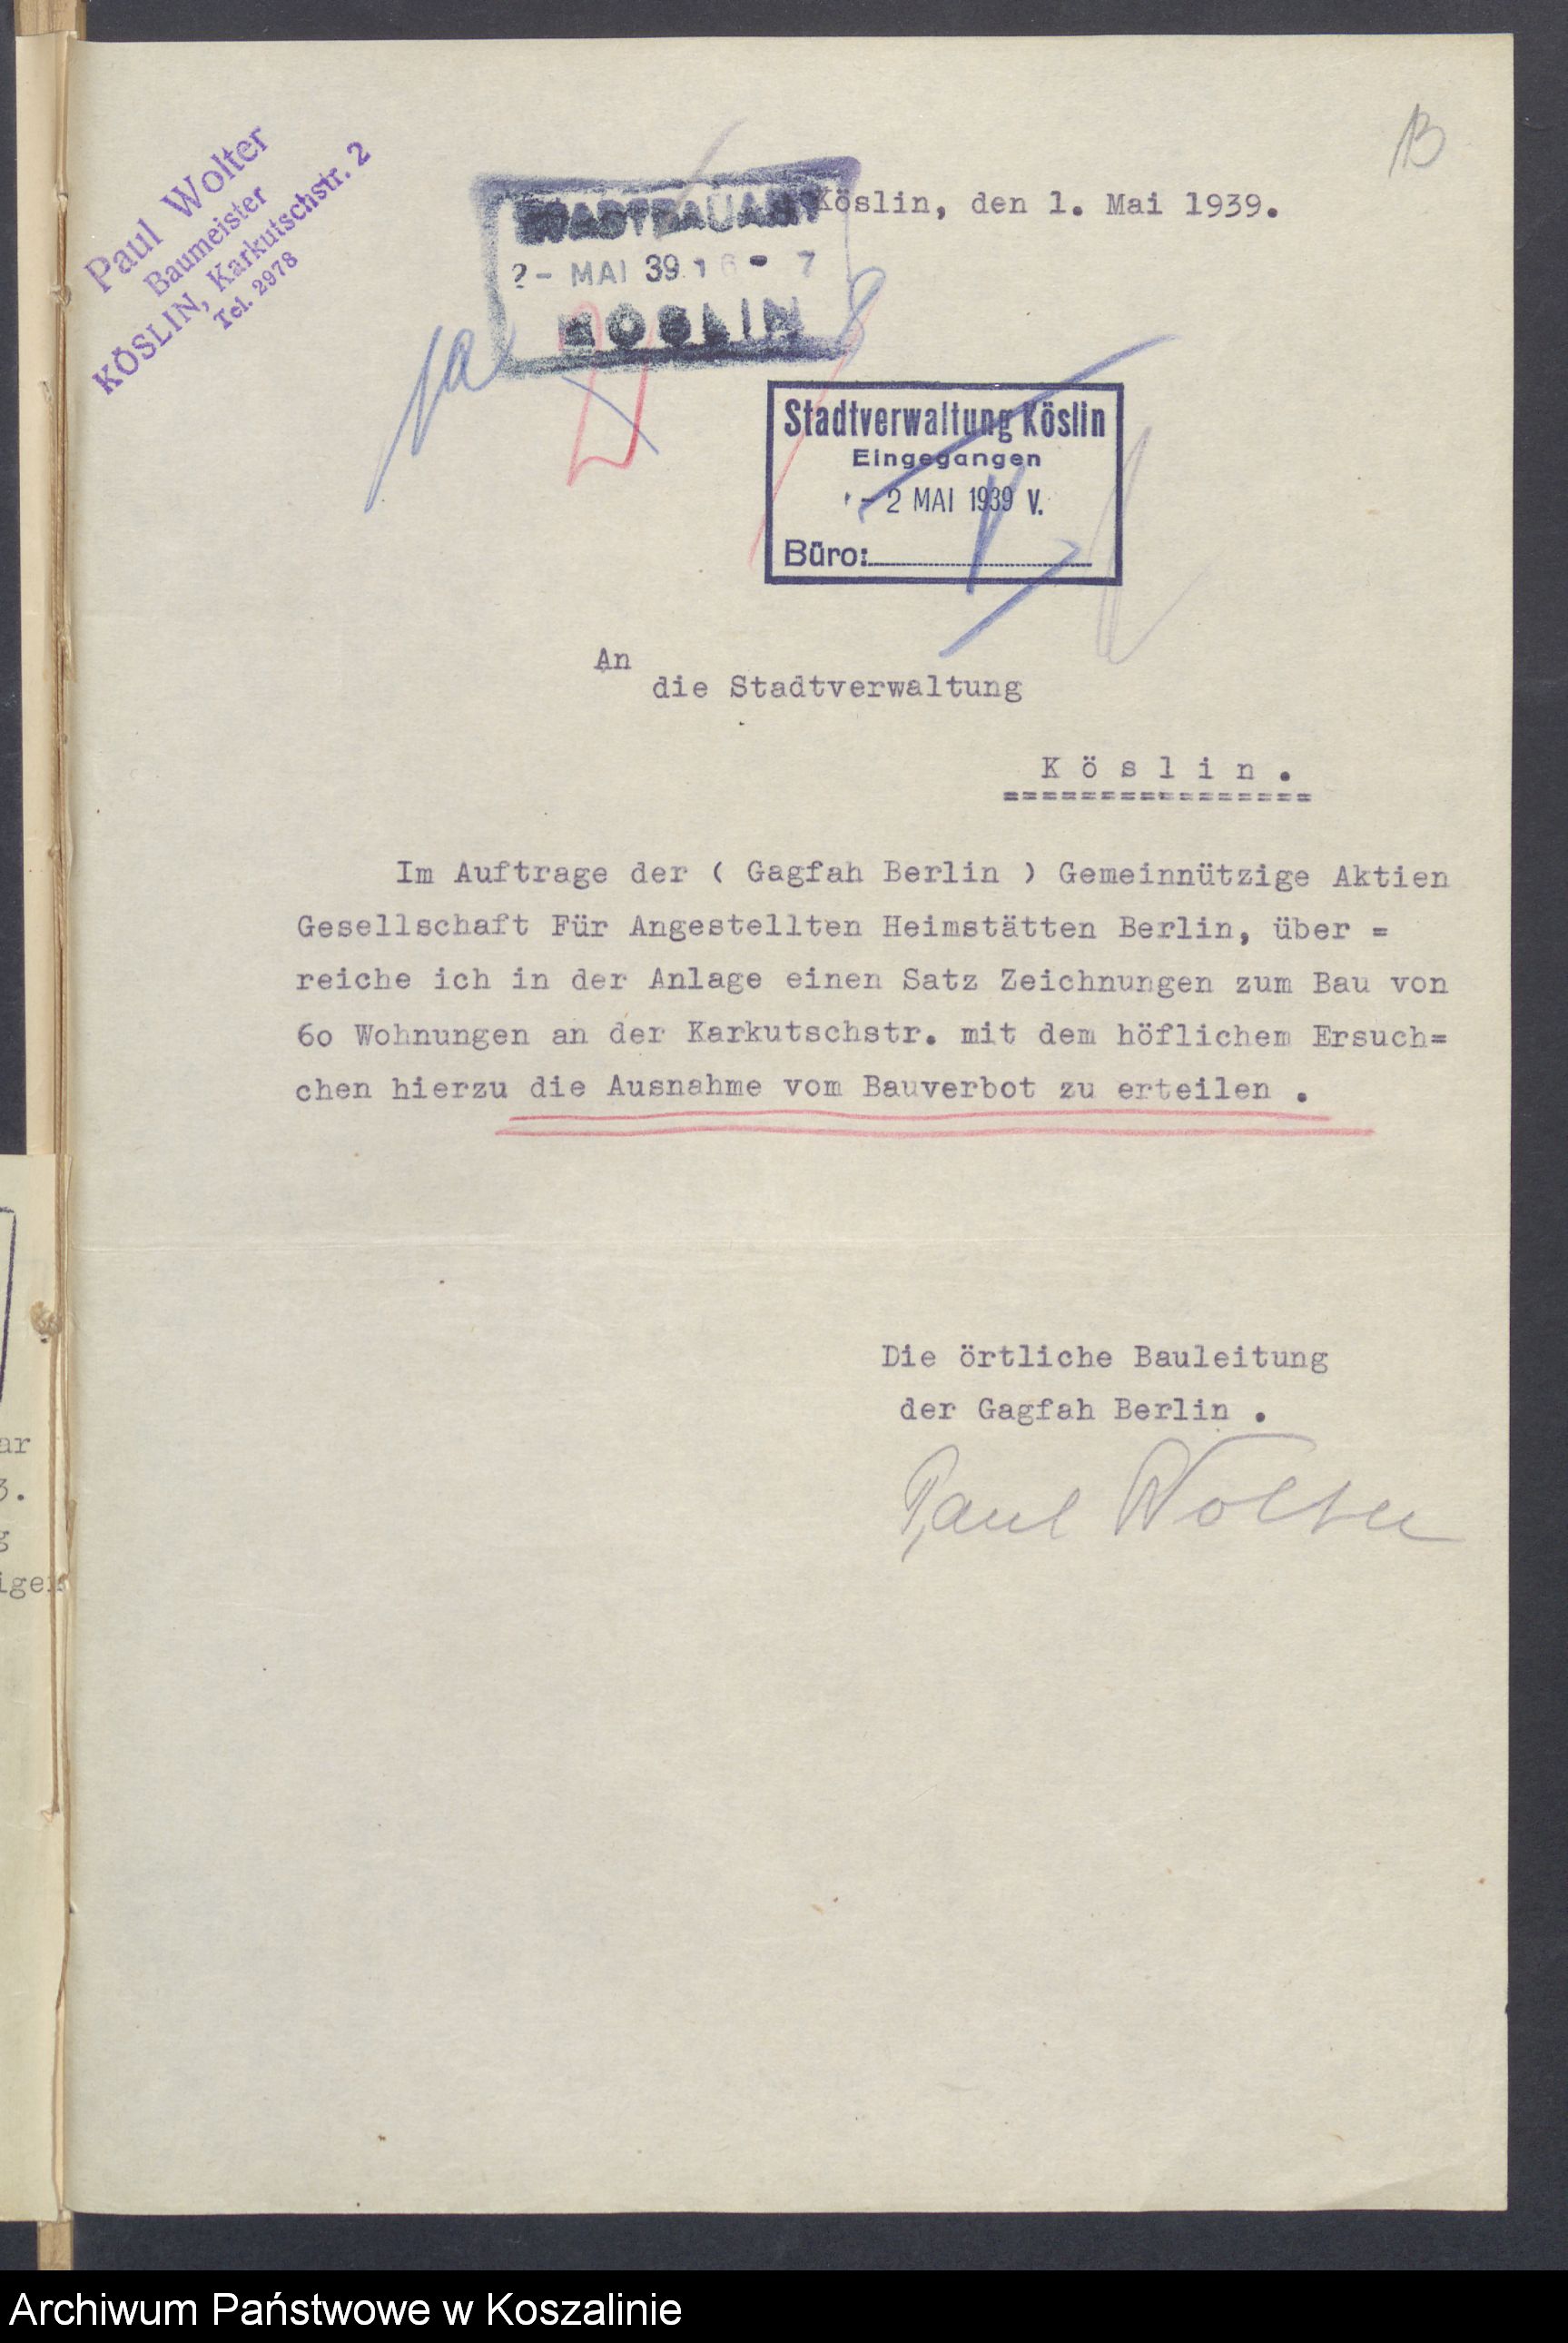 Paul Wolter
Baumeister
KÖSLIN, Karkutschstr. 2
Tel. 2978
Köslin, den 1. Mai 1939.
STADTBAUAMT
2 - MAI 39
KÖSLIN
Stadtverwaltung Köslin
Eingegangen
- 2 MAI 1939 V.
Büro:
An
die Stadtverwaltung
K ö s l i n .
================
Im Auftrage der ( Gagfah Berlin ) Gemeinnützige Aktien
Gesellschaft Für Angestellten Heimstätten Berlin, über =
reiche ich in der Anlage einen Satz Zeichnungen zum Bau von
6o Wohnungen an der Karkutschstr. mit dem höflichem Ersuch=
chen hierzu die Ausnahme vom Bauverbot zu erteilen .
Die örtliche Bauleitung
der Gagfah Berlin .
Paul Wolter
ar
3.
g
igen
Archiwum Państwowe w Koszalinie